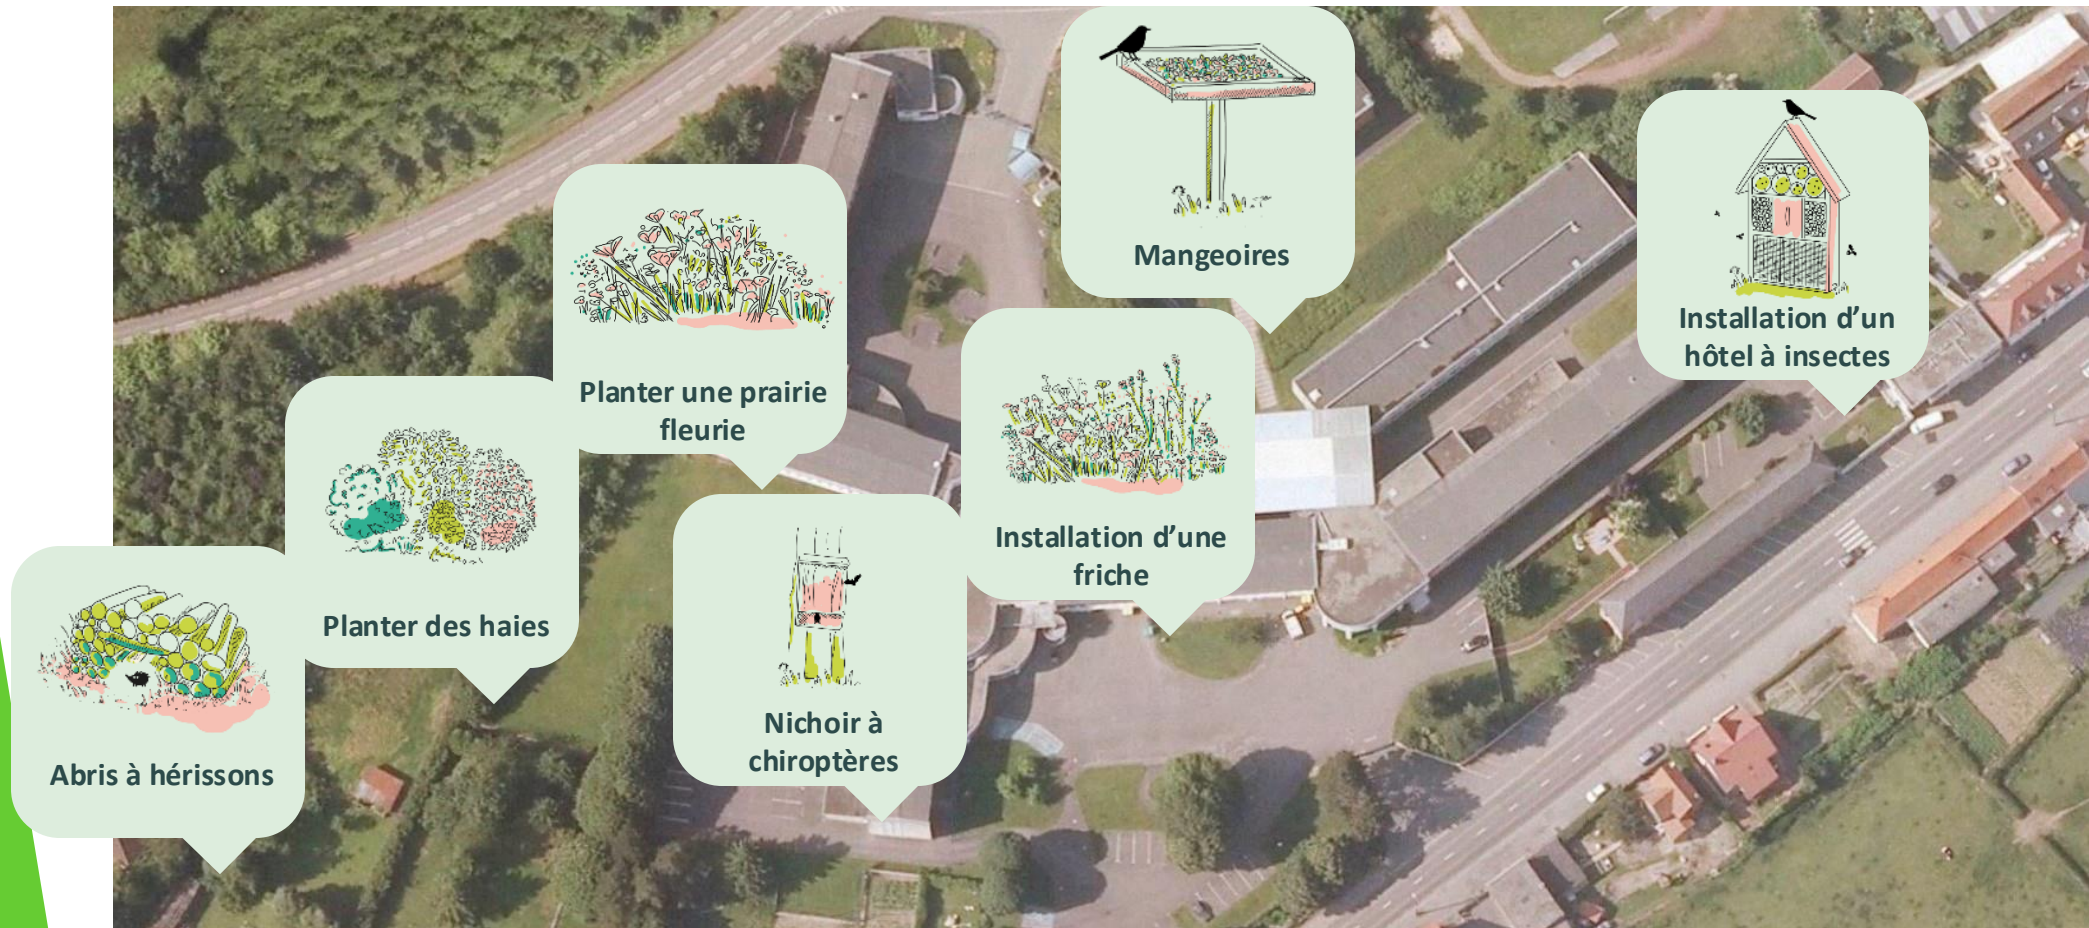 Mangeoires
Installation d’un
hôtel à insectes
Planter une prairie
fleurie
Installation d’une
friche
Planter des haies
Nichoir à
chiroptères
Abris à hérissons